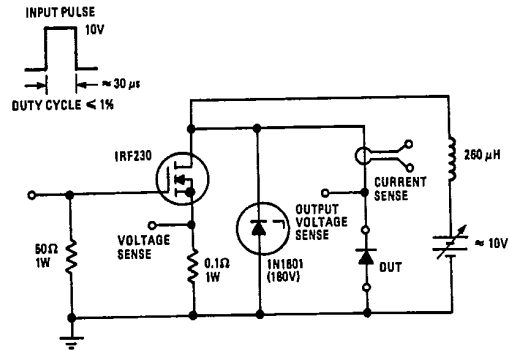 INPUT PULSE
10V
≈ 30 µs
DUTY CYCLE ≤ 1%
IRF230
260 µH
CURRENT
SENSE
OUTPUT
VOLTAGE
SENSE
VOLTAGE
SENSE
50Ω
1W
0.1Ω
1W
1N1601
(180V)
DUT
≈ 10V